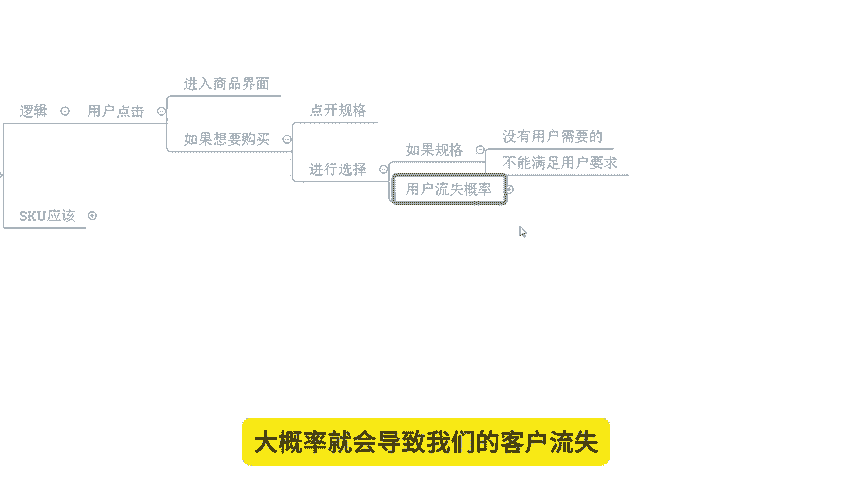 进入商品界面
逻辑
用户点击
点开规格
如果想要购买
没有用户需要的
如果规格
不能满足用户要求
进行选择
用户流失概率
SKU应该
大概率就会导致我们的客户流失